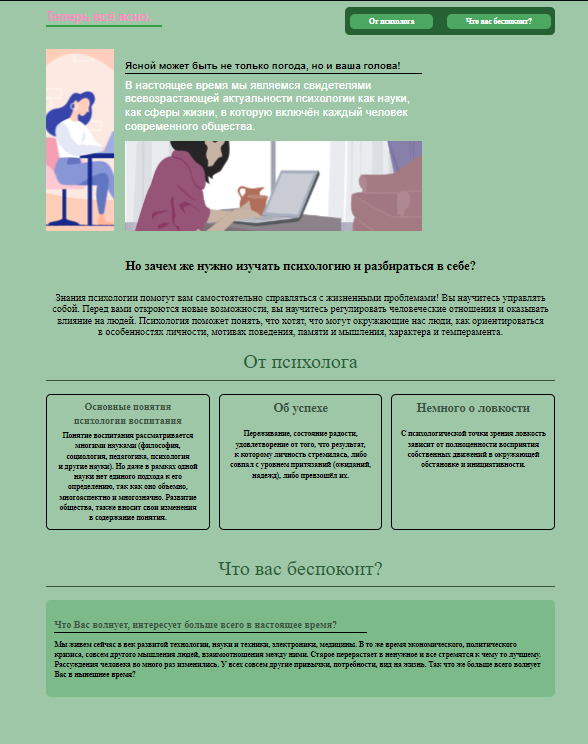 Теперь всё ясно.
От психолога
Что вас беспокоит?
Ясной может быть не только погода, но и ваша голова!
В настоящее время мы являемся свидетелями
всевозрастающей актуальности психологии как науки,
как сферы жизни, в которую включён каждый человек
современного общества.
Но зачем же нужно изучать психологию и разбираться в себе?
Знания психологии помогут вам самостоятельно справляться с жизненными проблемами! Вы научитесь управлять
собой. Перед вами откроются новые возможности, вы научитесь регулировать человеческие отношения и оказывать
влияние на людей. Психология поможет понять, что хотят, что могут окружающие нас люди, как ориентироваться
в особенностях личности, мотивах поведения, памяти и мышления, характера и темперамента.
От психолога
Основные понятия
психологии воспитания
Понятие воспитания рассматривается
многими науками (философия,
социология, педагогика, психология
и другие науки). Но даже в рамках одной
науки нет единого подхода к его
определению, так как оно объемно,
многоаспектно и многозначно. Развитие
общества, также вносит свои изменения
в содержание понятия.
Об успехе
Переживание, состояние радости,
удовлетворение от того, что результат,
к которому личность стремилась, либо
совпал с уровнем притязаний (ожиданий,
надежд), либо превзошёл их.
Немного о ловкости
С психологической точки зрения ловкость
зависит от полноценности восприятия
собственных движений и окружающей
обстановке и инициативности.
Что вас беспокоит?
Что Вас волнует, интересует больше всего в настоящее время?
Мы живем сейчас в век развитой технологии, науки и техники, электроники, медицины. В то же время экономического, политического
кризиса, совсем другого мышления людей, взаимоотношения между ними. Старое перерастает в ненужное и все стремятся к чему то лучшему.
Рассуждения человека во много раз изменились. У всех совсем другие привычки, потребности, вид на жизнь. Так что же больше всего волнует
Вас в нынешнее время?